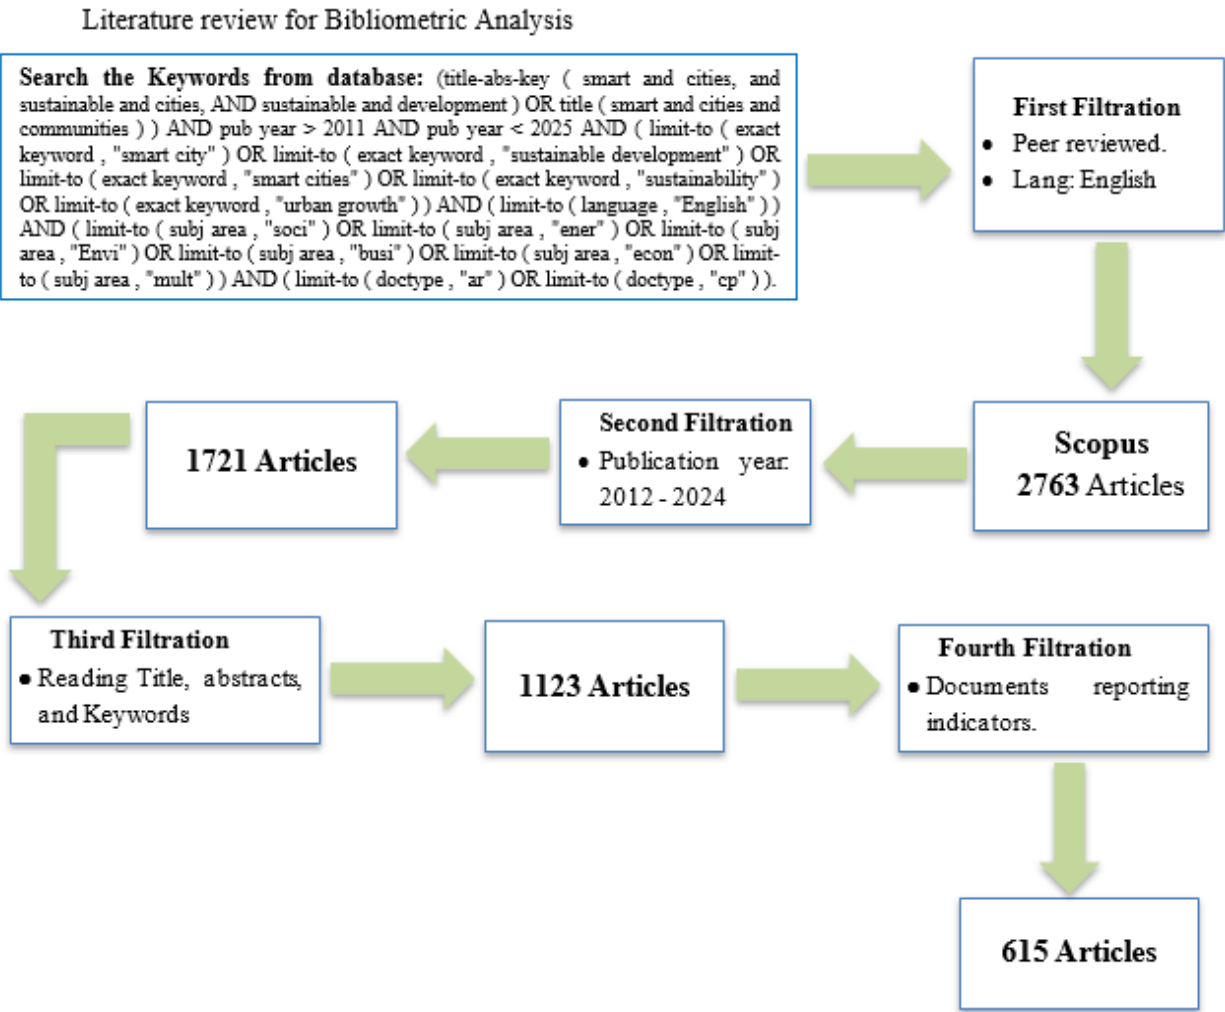 Literature review for Bibliometric Analysis
Search the Keywords from database: (title-abs-key ( smart and cities, and
sustainable and cities, AND sustainable and development ) OR title ( smart and cities and
communities ) ) AND pub year > 2011 AND pub year < 2025 AND ( limit-to ( exact
keyword , "smart city" ) OR limit-to ( exact keyword , "sustainable development" ) OR
limit-to ( exact keyword , "smart cities" ) OR limit-to ( exact keyword , "sustainability" )
OR limit-to ( exact keyword , "urban growth" ) ) AND ( limit-to ( language , "English" ) )
AND ( limit-to ( subj area , "soci" ) OR limit-to ( subj area , "ener" ) OR limit-to ( subj
area , "Envi" ) OR limit-to ( subj area , "busi" ) OR limit-to ( subj area , "econ" ) OR limit-
to ( subj area , "mult" ) ) AND ( limit-to ( doctype , "ar" ) OR limit-to ( doctype , "cp" ) ).
First Filtration
• Peer reviewed.
• Lang: English
Scopus
2763 Articles
Second Filtration
• Publication year:
2012 - 2024
1721 Articles
Third Filtration
• Reading Title, abstracts,
and Keywords
1123 Articles
Fourth Filtration
• Documents reporting
indicators.
615 Articles